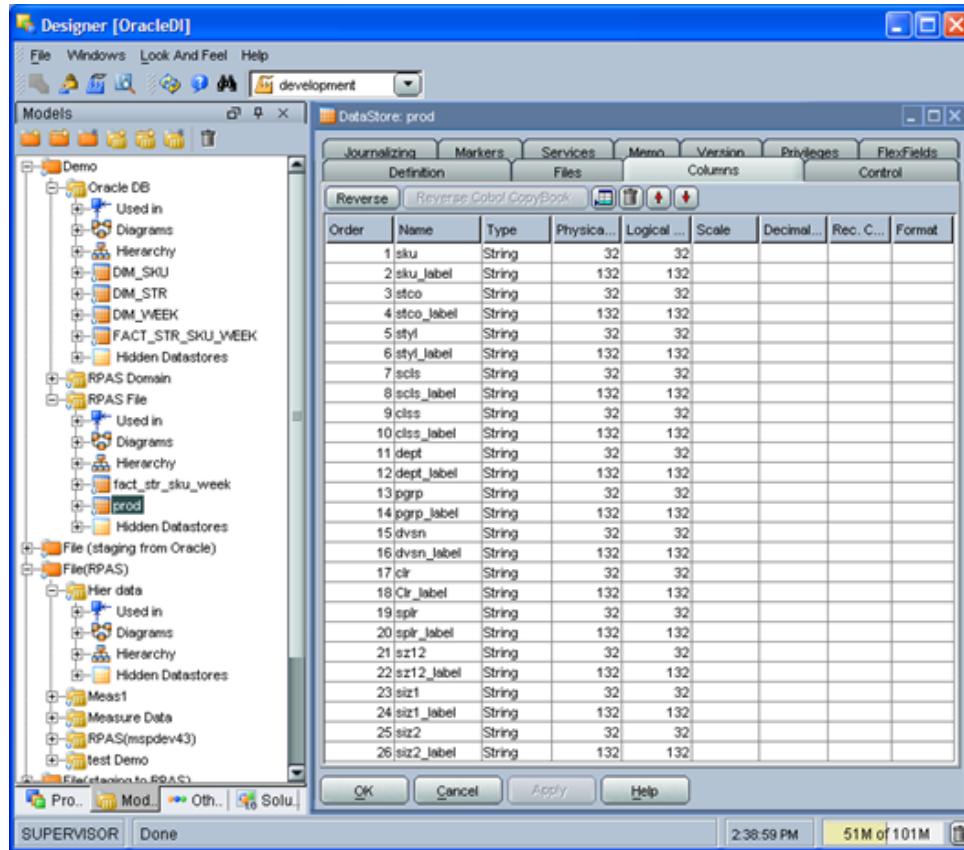 Designer [OracleDI]
File Windows Look And Feel Help
development
Models
Demo
Oracle DB
Used in
Diagrams
Hierarchy
DIM_SKU
DIM_STR
DIM_WEEK
FACT_STR_SKU_WEEK
Hidden Datastores
RPAS Domain
RPAS File
Used in
Diagrams
Hierarchy
fact_str_sku_week
prod
Hidden Datastores
File (staging from Oracle)
File(RPAS)
Hier data
Used in
Diagrams
Hierarchy
Hidden Datastores
Meas1
Measure Data
RPAS(mspdev43)
test Demo
File(staging to RPAS)
Pro.. Mod.. Oth.. Solu..
DataStore: prod
Journalizing Markers Services Memo Version Privileges FlexFields
Definition Files Columns Control
Reverse Reverse Cobol CopyBook
Order Name Type Physica... Logical ... Scale Decimal... Rec. C... Format
1 sku String 32 32
2 sku_label String 132 132
3 stco String 32 32
4 stco_label String 132 132
5 styl String 32 32
6 styl_label String 132 132
7 scls String 32 32
8 scls_label String 132 132
9 clss String 32 32
10 clss_label String 132 132
11 dept String 32 32
12 dept_label String 132 132
13 pgrp String 32 32
14 pgrp_label String 132 132
15 dvsn String 32 32
16 dvsn_label String 132 132
17 clr String 32 32
18 Clr_label String 132 132
19 splr String 32 32
20 splr_label String 132 132
21 sz12 String 32 32
22 sz12_label String 132 132
23 siz1 String 32 32
24 siz1_label String 132 132
25 siz2 String 32 32
26 siz2_label String 132 132
OK Cancel Apply Help
SUPERVISOR Done 2:38:59 PM 51M of 101M